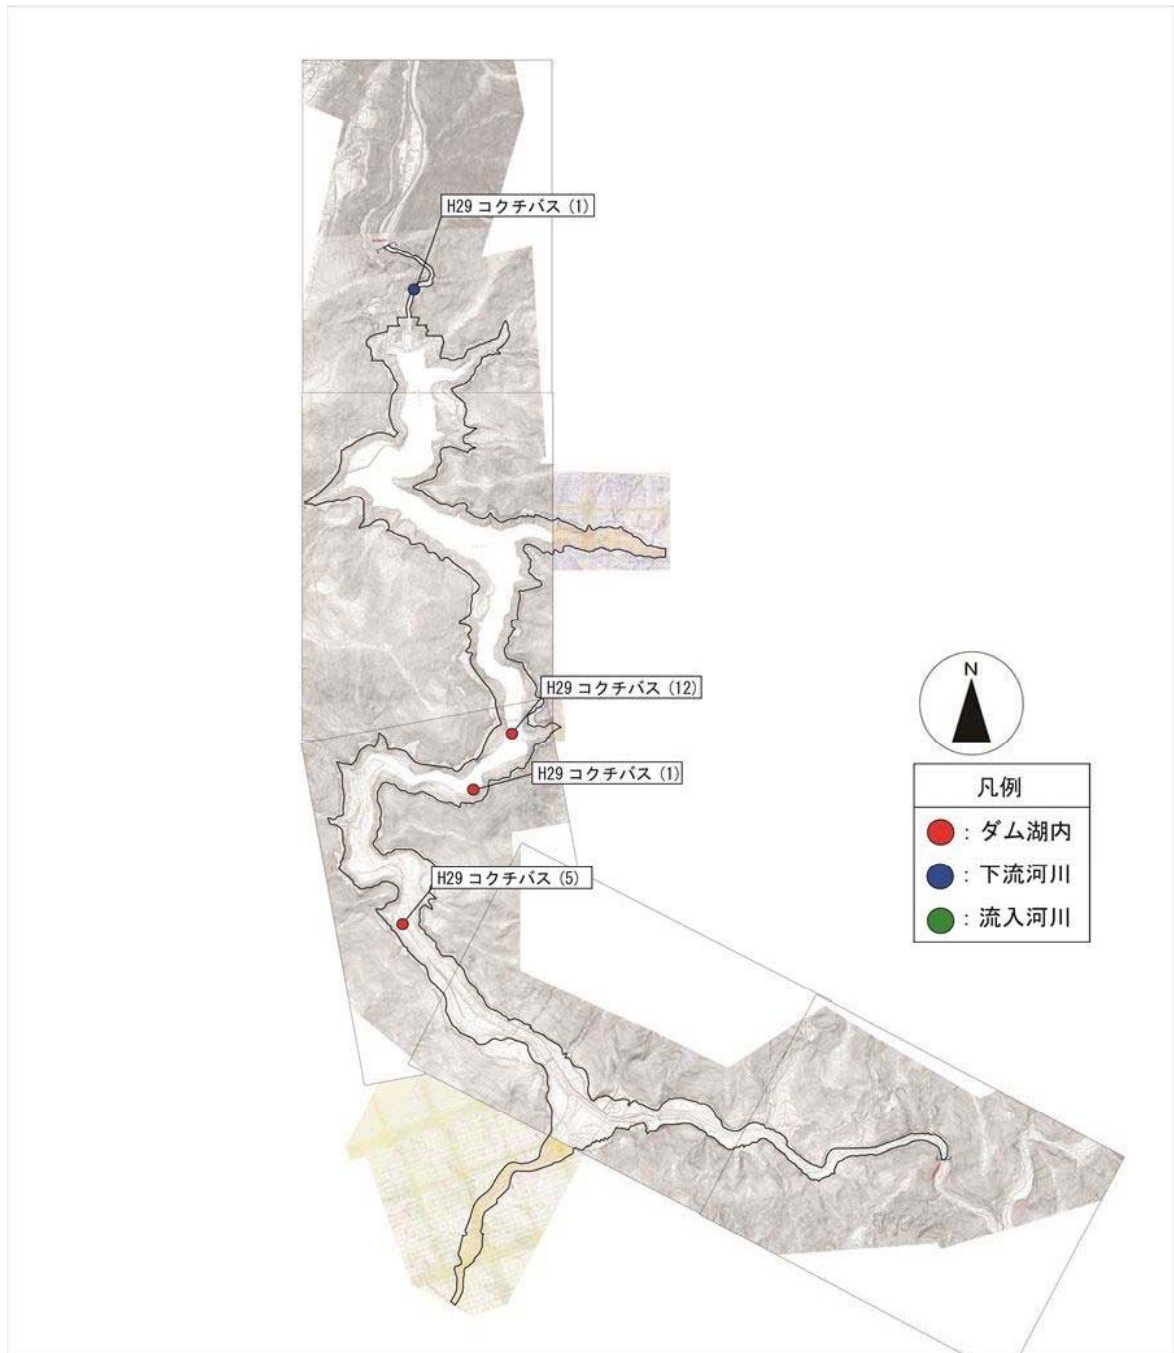 H29 コクチバス (1)
H29 コクチバス (12)
H29 コクチバス (1)
H29 コクチバス (5)
N
凡例
: ダム湖内
: 下流河川
: 流入河川